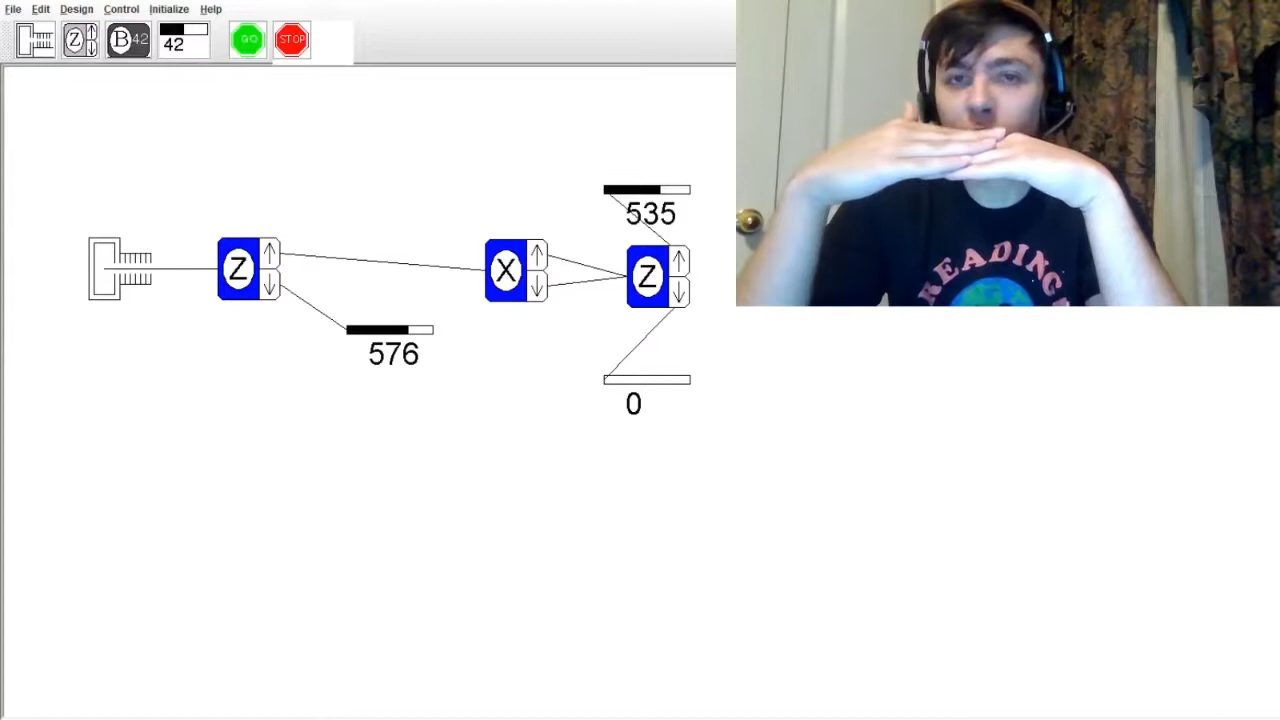 File Edit Design Control Initialize Help
Z
B 42
42
GO
STOP
535
Z
X
Z
576
0
READING